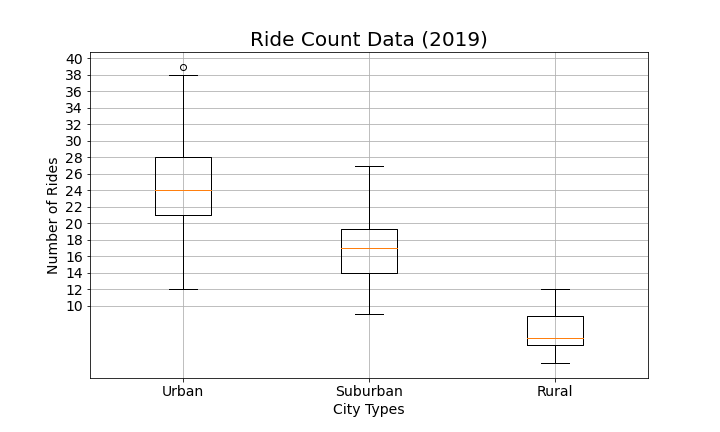 Ride Count Data (2019)
40
38
36
34
32
30
28
26
24
22
20
18
16
14
12
10
Number of Rides
Urban
Suburban
Rural
City Types